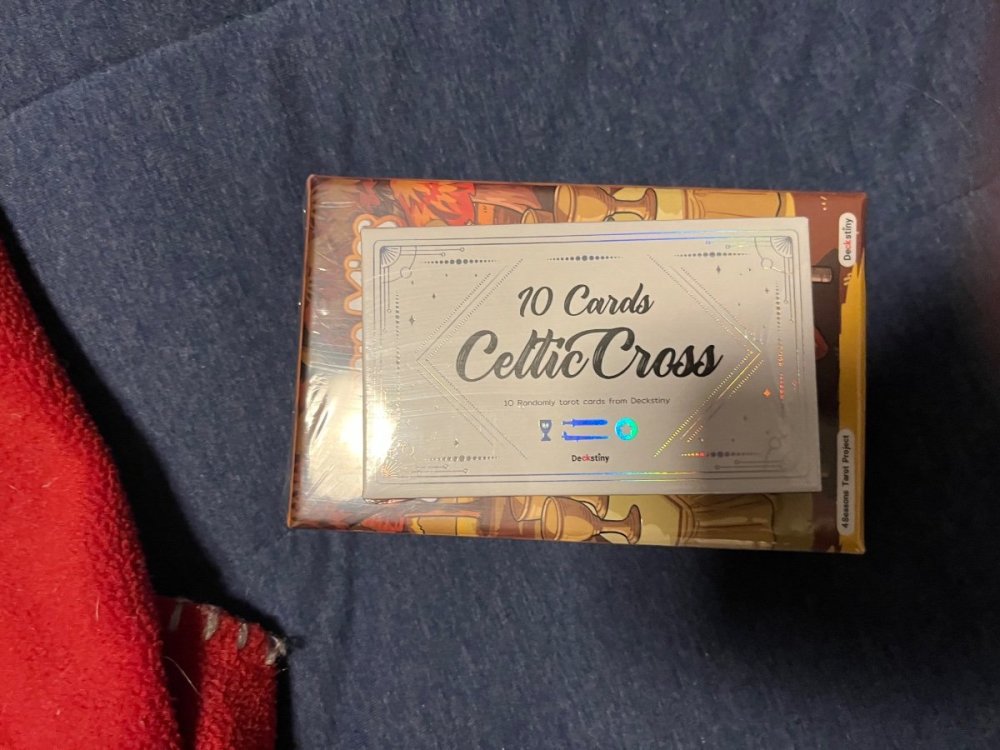 10 Cards
Celtic Cross
10 Randomly tarot cards from Deckstiny
Deckstiny
Deckstiny
4Seasons Tarot Project